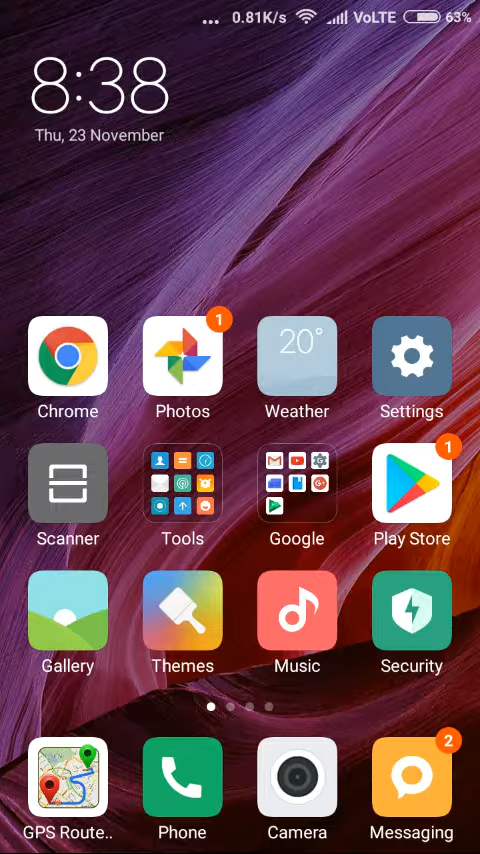 ... 0.81K/s VoLTE 63%
8:38
Thu, 23 November
1
20°
Chrome Photos Weather Settings
1
Scanner Tools Google Play Store
Gallery Themes Music Security
2
GPS Route.. Phone Camera Messaging